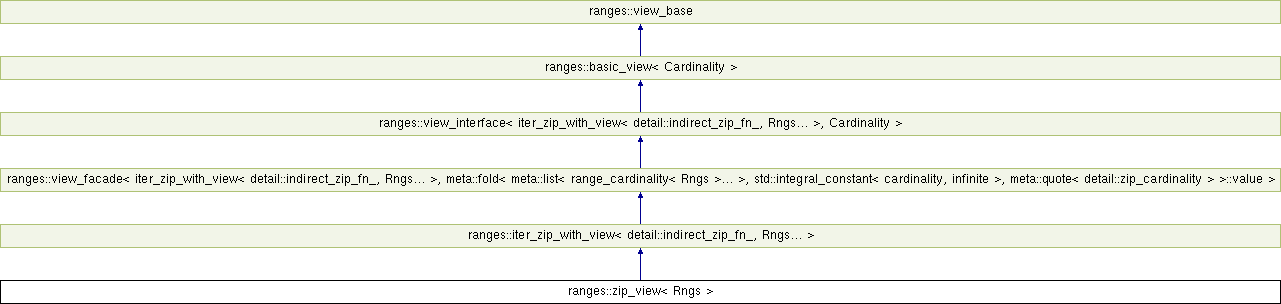 ranges::view_base
ranges::basic_view< Cardinality >
ranges::view_interface< iter_zip_with_view< detail::indirect_zip_fn_, Rngs... >, Cardinality >
ranges::view_facade< iter_zip_with_view< detail::indirect_zip_fn_, Rngs... >, meta::fold< meta::list< range_cardinality< Rngs >... >, std::integral_constant< cardinality, infinite >, meta::quote< detail::zip_cardinality > >::value >
ranges::iter_zip_with_view< detail::indirect_zip_fn_, Rngs... >
ranges::zip_view< Rngs >